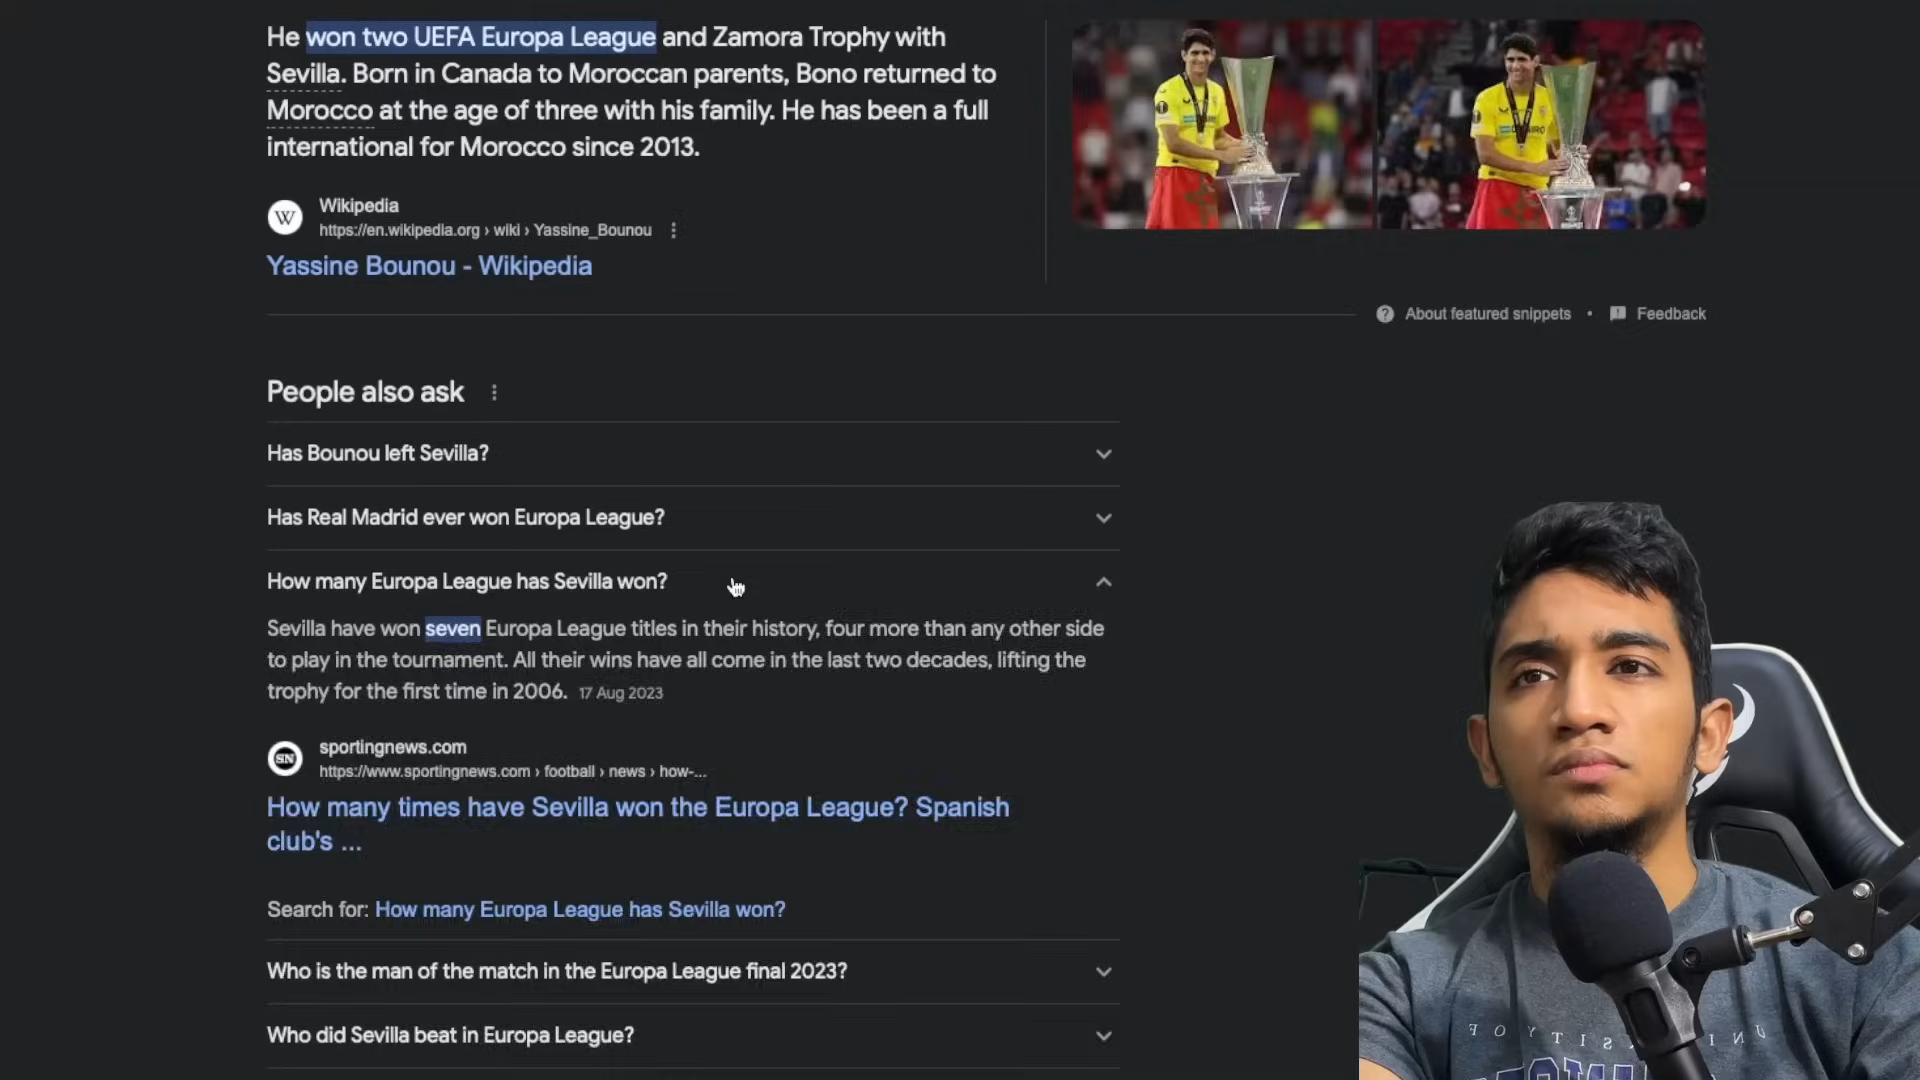 He won two UEFA Europa League and Zamora Trophy with
Sevilla. Born in Canada to Moroccan parents, Bono returned to
Morocco at the age of three with his family. He has been a full
international for Morocco since 2013.
W
Wikipedia
https://en.wikipedia.org › wiki › Yassine_Bounou
Yassine Bounou - Wikipedia
About featured snippets • Feedback
People also ask
Has Bounou left Sevilla?
Has Real Madrid ever won Europa League?
How many Europa League has Sevilla won?
Sevilla have won seven Europa League titles in their history, four more than any other side
to play in the tournament. All their wins have all come in the last two decades, lifting the
trophy for the first time in 2006. 17 Aug 2023
SN
sportingnews.com
https://www.sportingnews.com › football › news › how-...
How many times have Sevilla won the Europa League? Spanish
club's ...
Search for: How many Europa League has Sevilla won?
Who is the man of the match in the Europa League final 2023?
Who did Sevilla beat in Europa League?